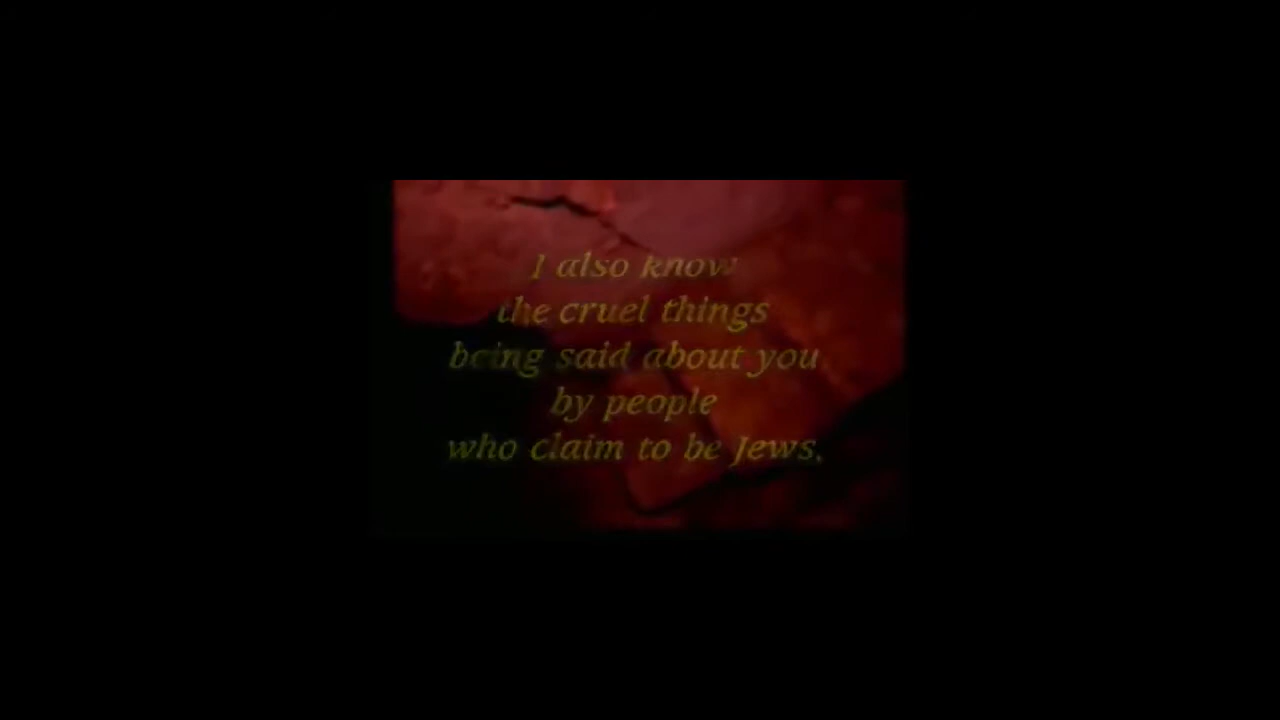 I also know
the cruel things
being said about you
by people
who claim to be Jews.